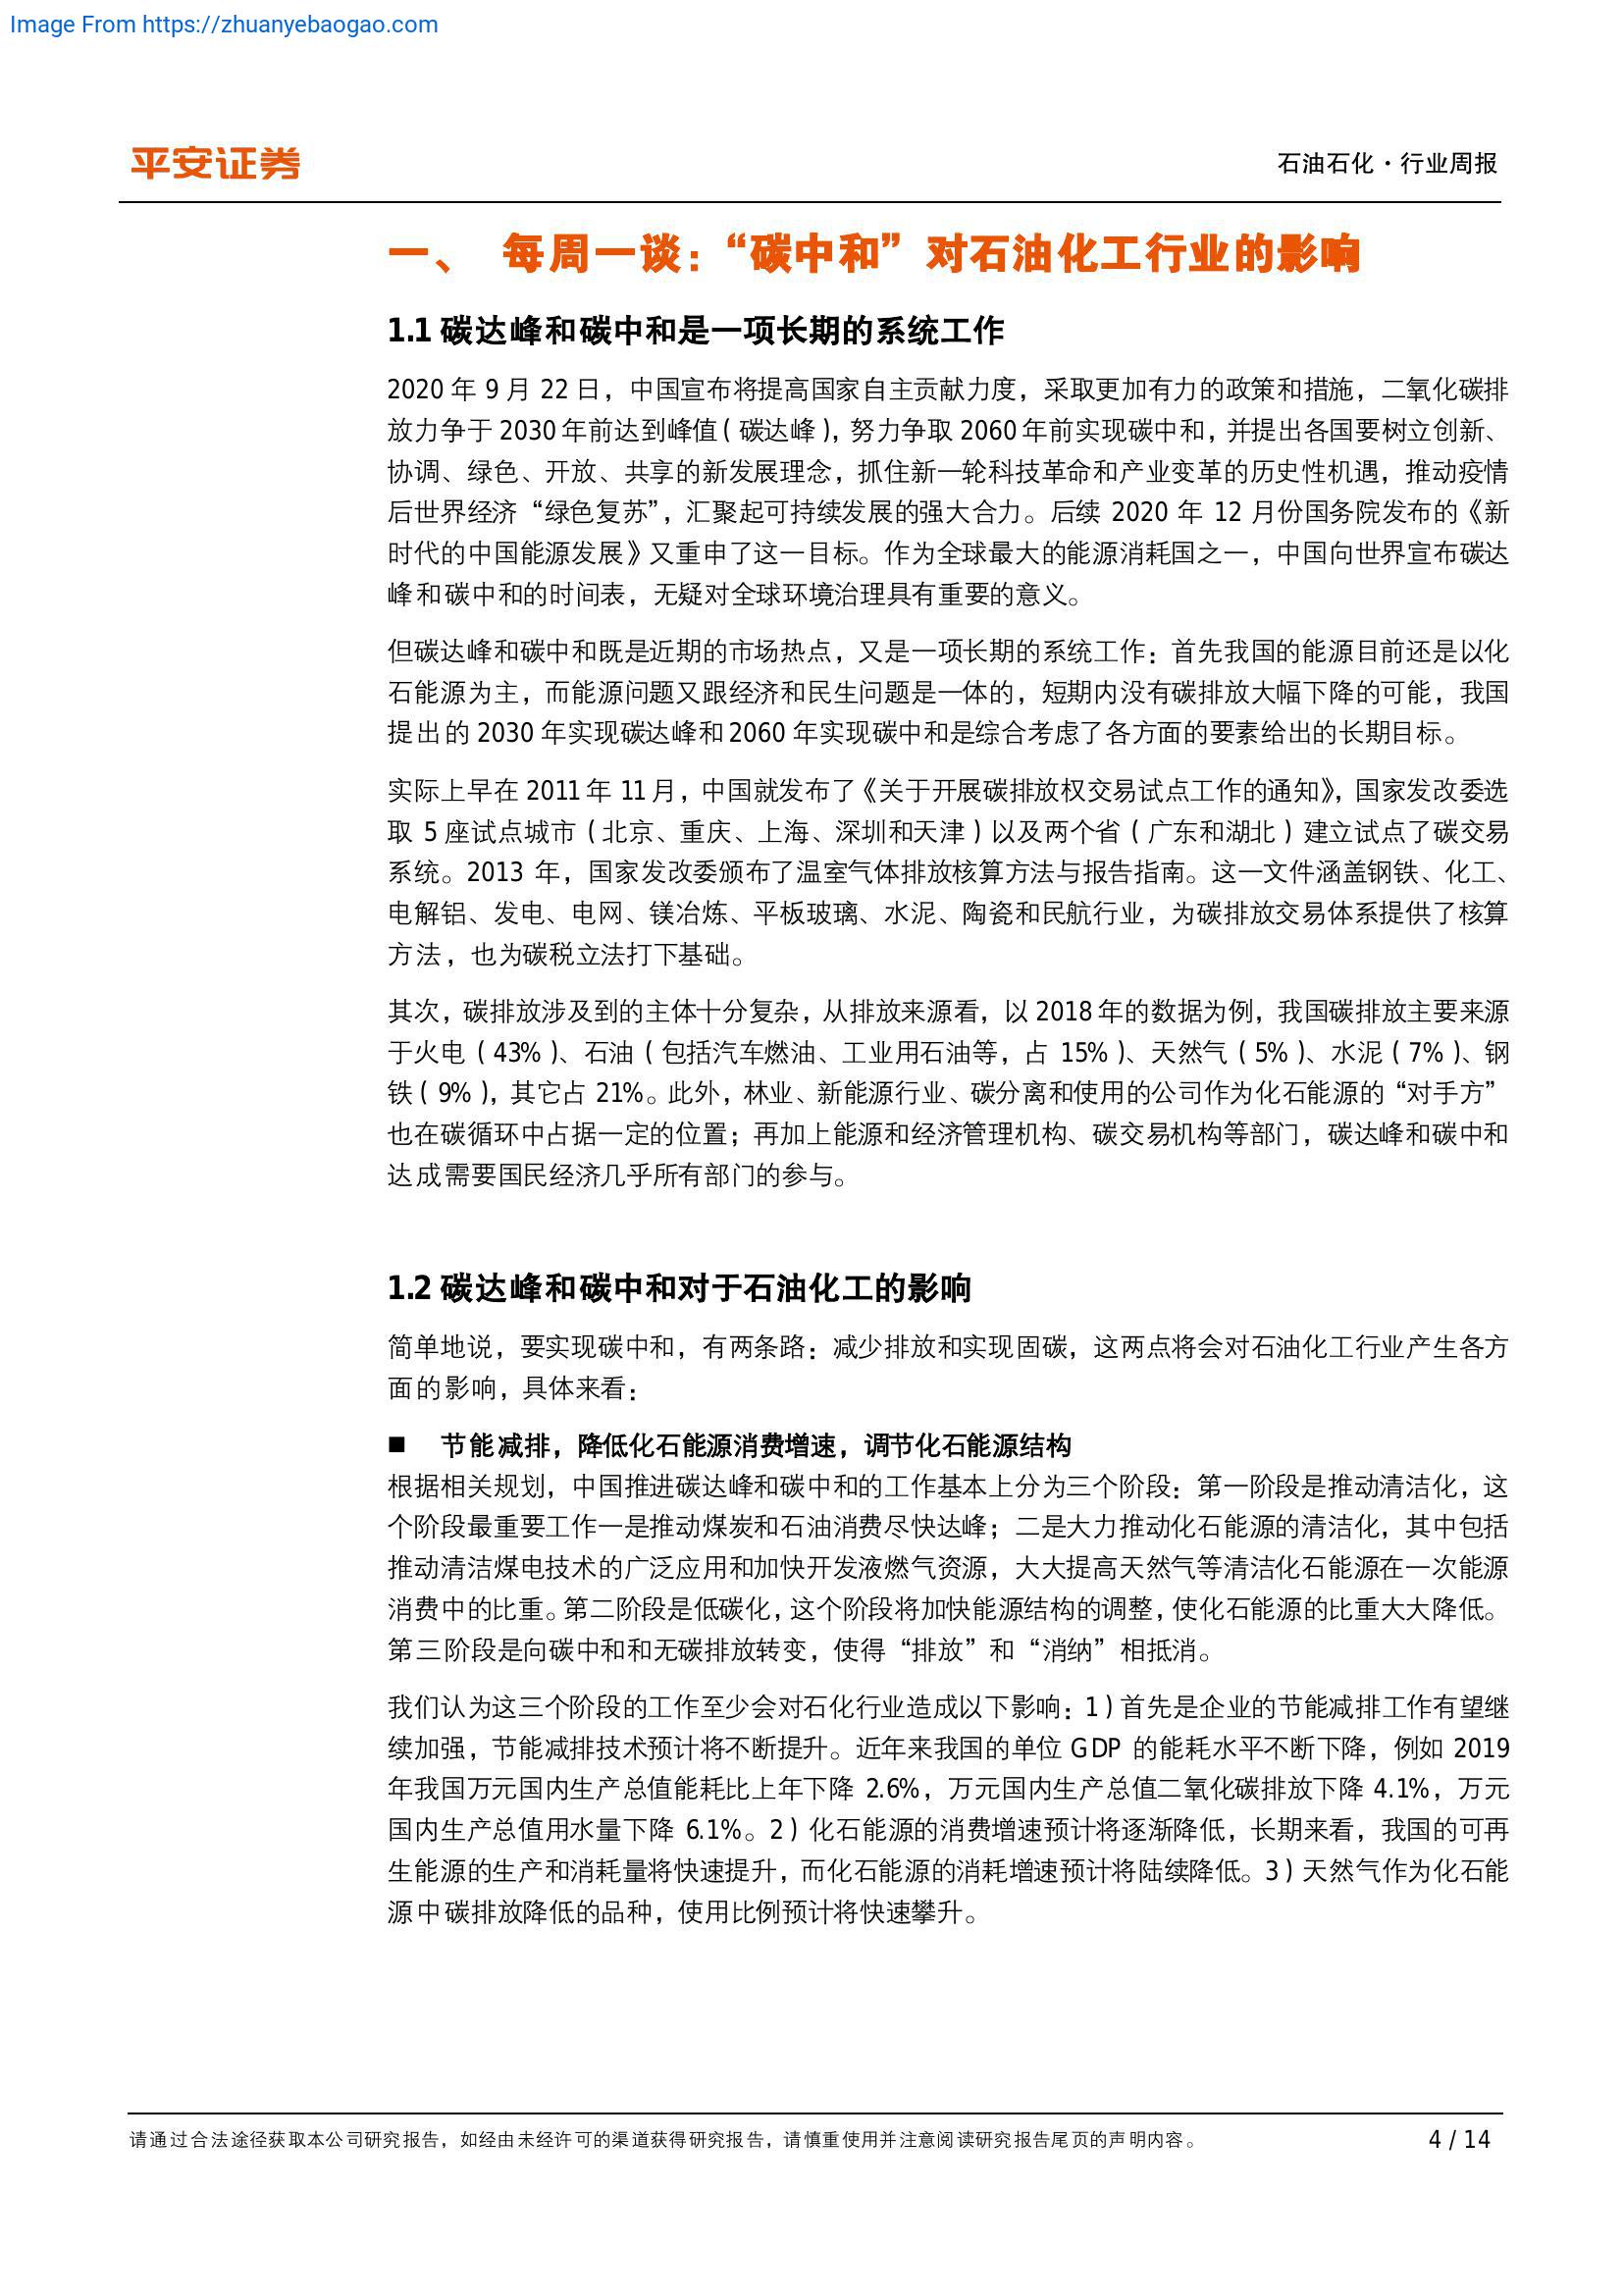 Image From https://zhuanyebaogao.com
平安证券
石油石化·行业周报
一、 每周一谈：“碳中和”对石油化工行业的影响
1.1 碳达峰和碳中和是一项长期的系统工作
2020 年 9 月 22 日，中国宣布将提高国家自主贡献力度，采取更加有力的政策和措施，二氧化碳排
放力争于 2030 年前达到峰值（碳达峰），努力争取 2060 年前实现碳中和，并提出各国要树立创新、
协调、绿色、开放、共享的新发展理念，抓住新一轮科技革命和产业变革的历史性机遇，推动疫情
后世界经济“绿色复苏”，汇聚起可持续发展的强大合力。后续 2020 年 12 月份国务院发布的《新
时代的中国能源发展》又重申了这一目标。作为全球最大的能源消耗国之一，中国向世界宣布碳达
峰和碳中和的时间表，无疑对全球环境治理具有重要的意义。
但碳达峰和碳中和既是近期的市场热点，又是一项长期的系统工作：首先我国的能源目前还是以化
石能源为主，而能源问题又跟经济和民生问题是一体的，短期内没有碳排放大幅下降的可能，我国
提出的 2030 年实现碳达峰和 2060 年实现碳中和是综合考虑了各方面的要素给出的长期目标。
实际上早在 2011 年 11 月，中国就发布了《关于开展碳排放权交易试点工作的通知》，国家发改委选
取 5 座试点城市（北京、重庆、上海、深圳和天津）以及两个省（广东和湖北）建立试点了碳交易
系统。2013 年，国家发改委颁布了温室气体排放核算方法与报告指南。这一文件涵盖钢铁、化工、
电解铝、发电、电网、镁冶炼、平板玻璃、水泥、陶瓷和民航行业，为碳排放交易体系提供了核算
方法，也为碳税立法打下基础。
其次，碳排放涉及到的主体十分复杂，从排放来源看，以 2018 年的数据为例，我国碳排放主要来源
于火电（43%）、石油（包括汽车燃油、工业用石油等，占 15%）、天然气（5%）、水泥（7%）、钢
铁（9%），其它占 21%。此外，林业、新能源行业、碳分离和使用的公司作为化石能源的“对手方”
也在碳循环中占据一定的位置；再加上能源和经济管理机构、碳交易机构等部门，碳达峰和碳中和
达成需要国民经济几乎所有部门的参与。
1.2 碳达峰和碳中和对于石油化工的影响
简单地说，要实现碳中和，有两条路：减少排放和实现固碳，这两点将会对石油化工行业产生各方
面的影响，具体来看：
■ 节能减排，降低化石能源消费增速，调节化石能源结构
根据相关规划，中国推进碳达峰和碳中和的工作基本上分为三个阶段：第一阶段是推动清洁化，这
个阶段最重要工作一是推动煤炭和石油消费尽快达峰；二是大力推动化石能源的清洁化，其中包括
推动清洁煤电技术的广泛应用和加快开发液燃气资源，大大提高天然气等清洁化石能源在一次能源
消费中的比重。第二阶段是低碳化，这个阶段将加快能源结构的调整，使化石能源的比重大大降低。
第三阶段是向碳中和和无碳排放转变，使得“排放”和“消纳”相抵消。
我们认为这三个阶段的工作至少会对石化行业造成以下影响：1）首先是企业的节能减排工作有望继
续加强，节能减排技术预计将不断提升。近年来我国的单位 GDP 的能耗水平不断下降，例如 2019
年我国万元国内生产总值能耗比上年下降 2.6%，万元国内生产总值二氧化碳排放下降 4.1%，万元
国内生产总值用水量下降 6.1%。2）化石能源的消费增速预计将逐渐降低，长期来看，我国的可再
生能源的生产和消耗量将快速提升，而化石能源的消耗增速预计将陆续降低。3）天然气作为化石能
源中碳排放降低的品种，使用比例预计将快速攀升。
请通过合法途径获取本公司研究报告，如经由未经许可的渠道获得研究报告，请慎重使用并注意阅读研究报告尾页的声明内容。
4 / 14